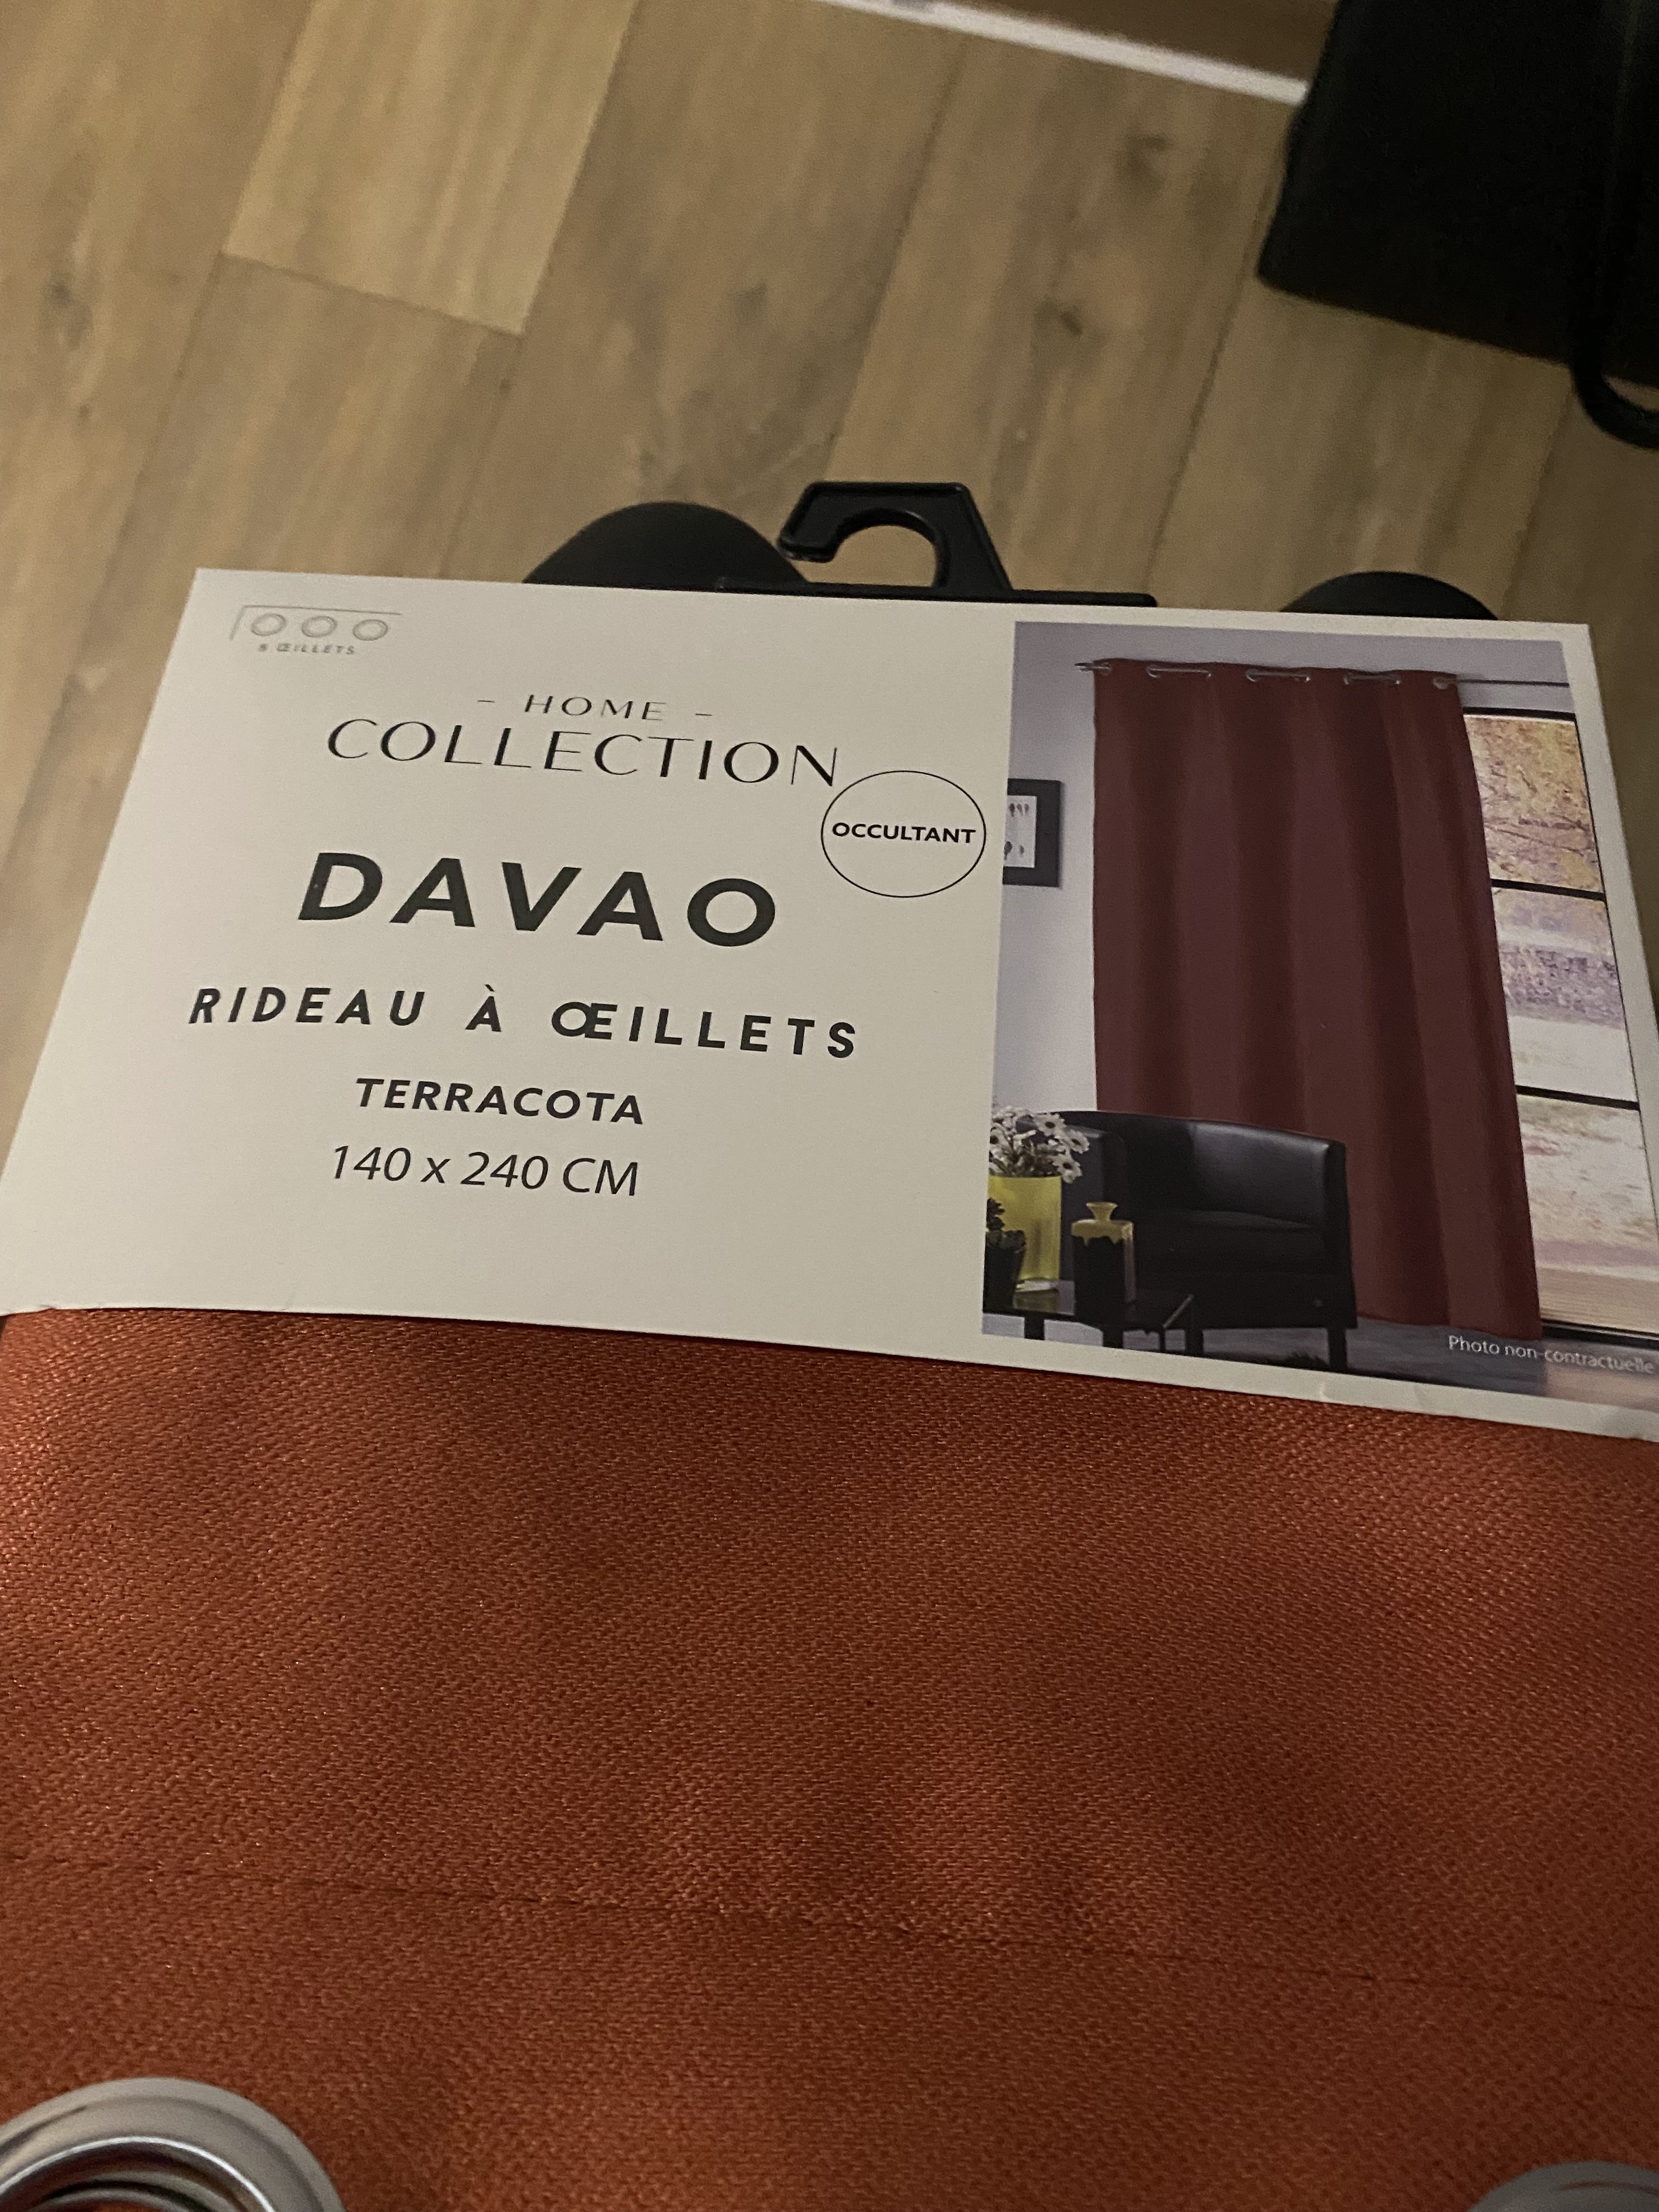 8 ŒILLETS
- HOME -
COLLECTION
OCCULTANT
DAVAO
RIDEAU À ŒILLETS
TERRACOTA
140 x 240 CM
Photo non-contractuelle